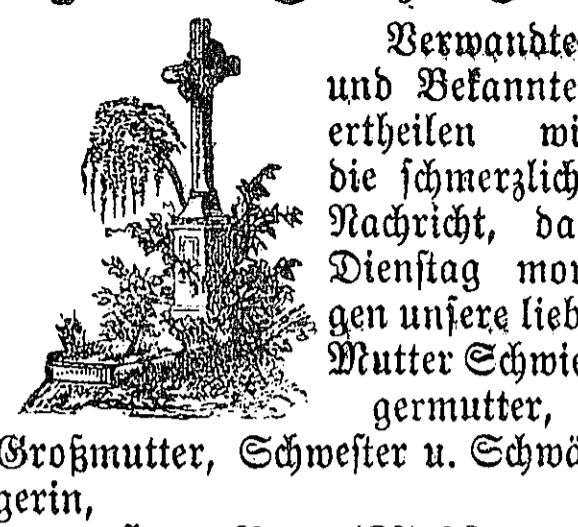 Verwandte
und Bekannte
ertheilen wi
die schmerzlich
Nachricht, da
Dienstag mor
gen unsere lieb
Mutter Schwie
germutter,
Großmutter, Schwester u. Schwä
gerin,